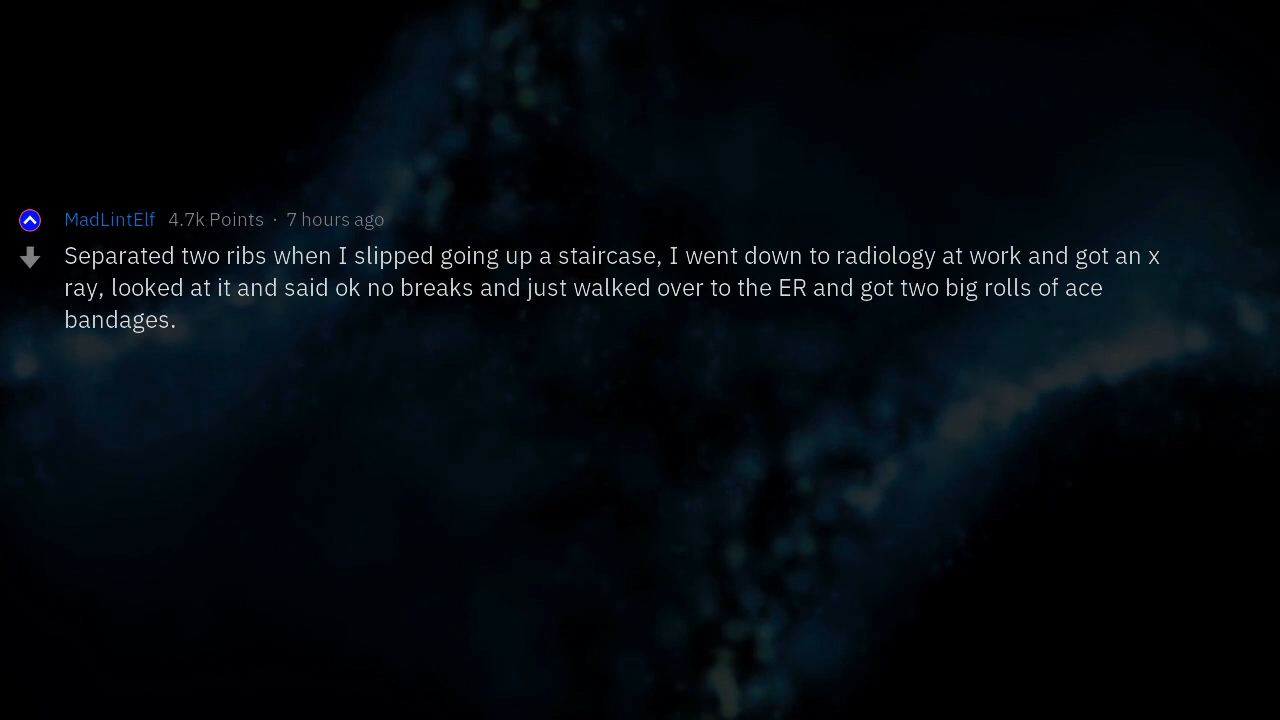 MadLintElf 4.7k Points · 7 hours ago
Separated two ribs when I slipped going up a staircase, I went down to radiology at work and got an x
ray, looked at it and said ok no breaks and just walked over to the ER and got two big rolls of ace
bandages.